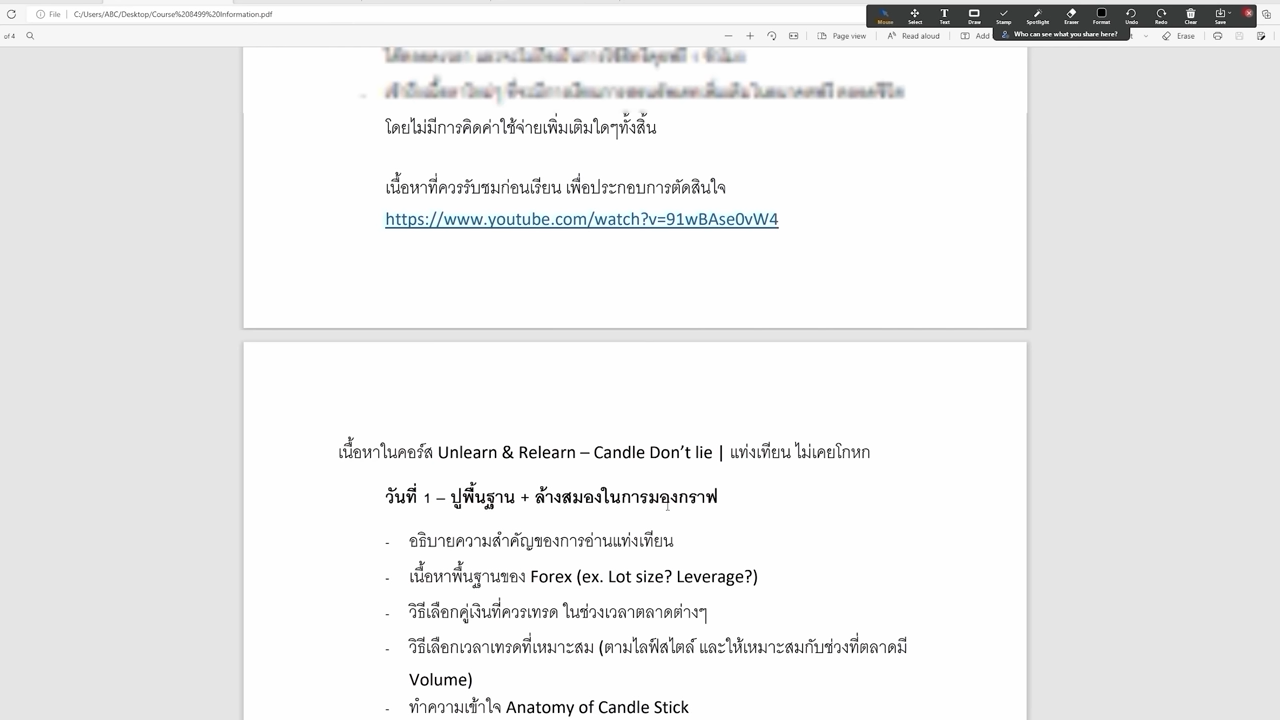 File | C:/Users/ABC/Desktop/Course%208499%20Information.pdf
Mouse Select Text Draw Stamp Spotlight Eraser Format Undo Redo Clear Save
Who can see what you share here?
of 4 Page view Read aloud Add Erase
โดยไม่มีการคิดค่าใช้จ่ายเพิ่มเติมใดๆทั้งสิ้น
เนื้อหาที่ควรรับชมก่อนเรียน เพื่อประกอบการตัดสินใจ
https://www.youtube.com/watch?v=91wBAse0vW4
เนื้อหาในคอร์ส Unlearn & Relearn – Candle Don’t lie | แท่งเทียน ไม่เคยโกหก
วันที่ 1 – ปูพื้นฐาน + ล้างสมองในการมองกราฟ
- อธิบายความสำคัญของการอ่านแท่งเทียน
- เนื้อหาพื้นฐานของ Forex (ex. Lot size? Leverage?)
- วิธีเลือกคู่เงินที่ควรเทรด ในช่วงเวลาตลาดต่างๆ
- วิธีเลือกเวลาเทรดที่เหมาะสม (ตามไลฟ์สไตล์ และให้เหมาะสมกับช่วงที่ตลาดมี
Volume)
- ทำความเข้าใจ Anatomy of Candle Stick